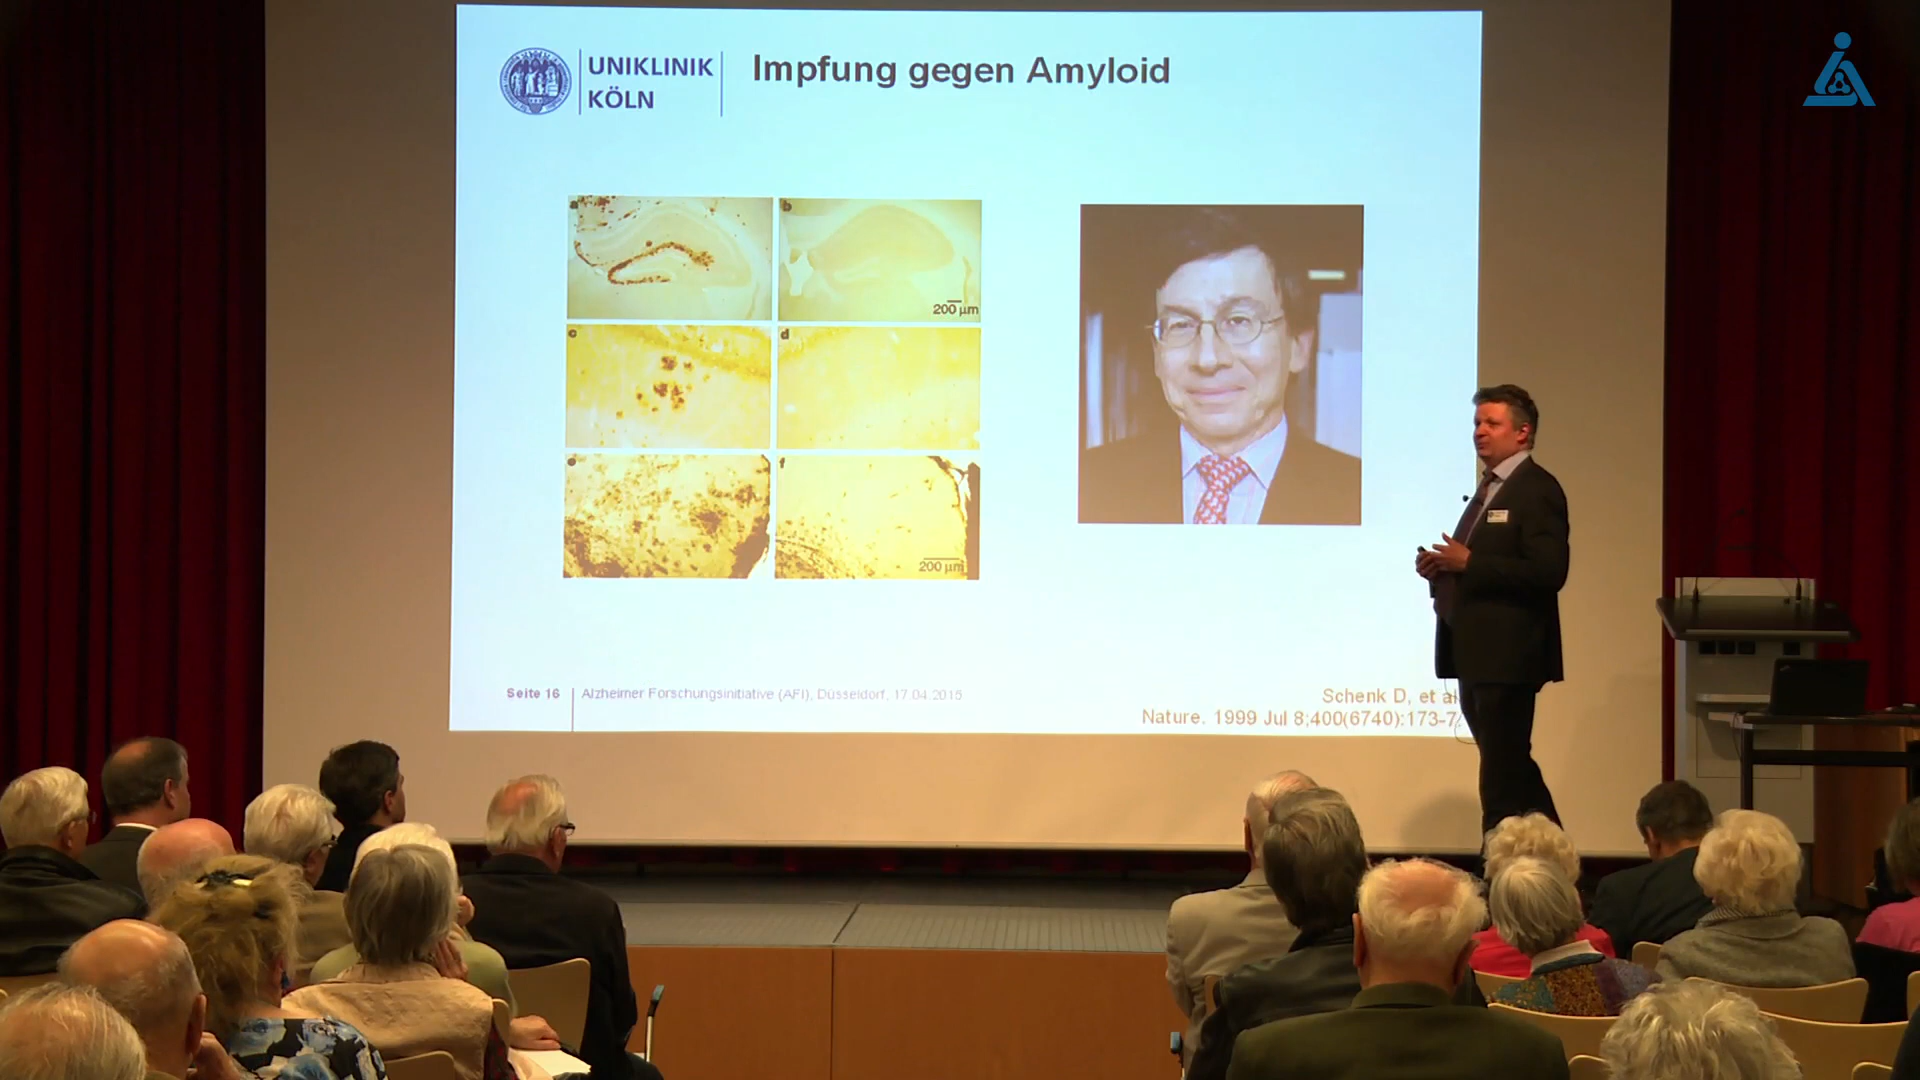 UNIKLINIK
KÖLN
Impfung gegen Amyloid
a
b
200 µm
c
d
e
f
200 µm
Seite 16
Alzheimer Forschungsinitiative (AFI), Düsseldorf, 17.04.2015
Schenk D, et al
Nature. 1999 Jul 8;400(6740):173-7.